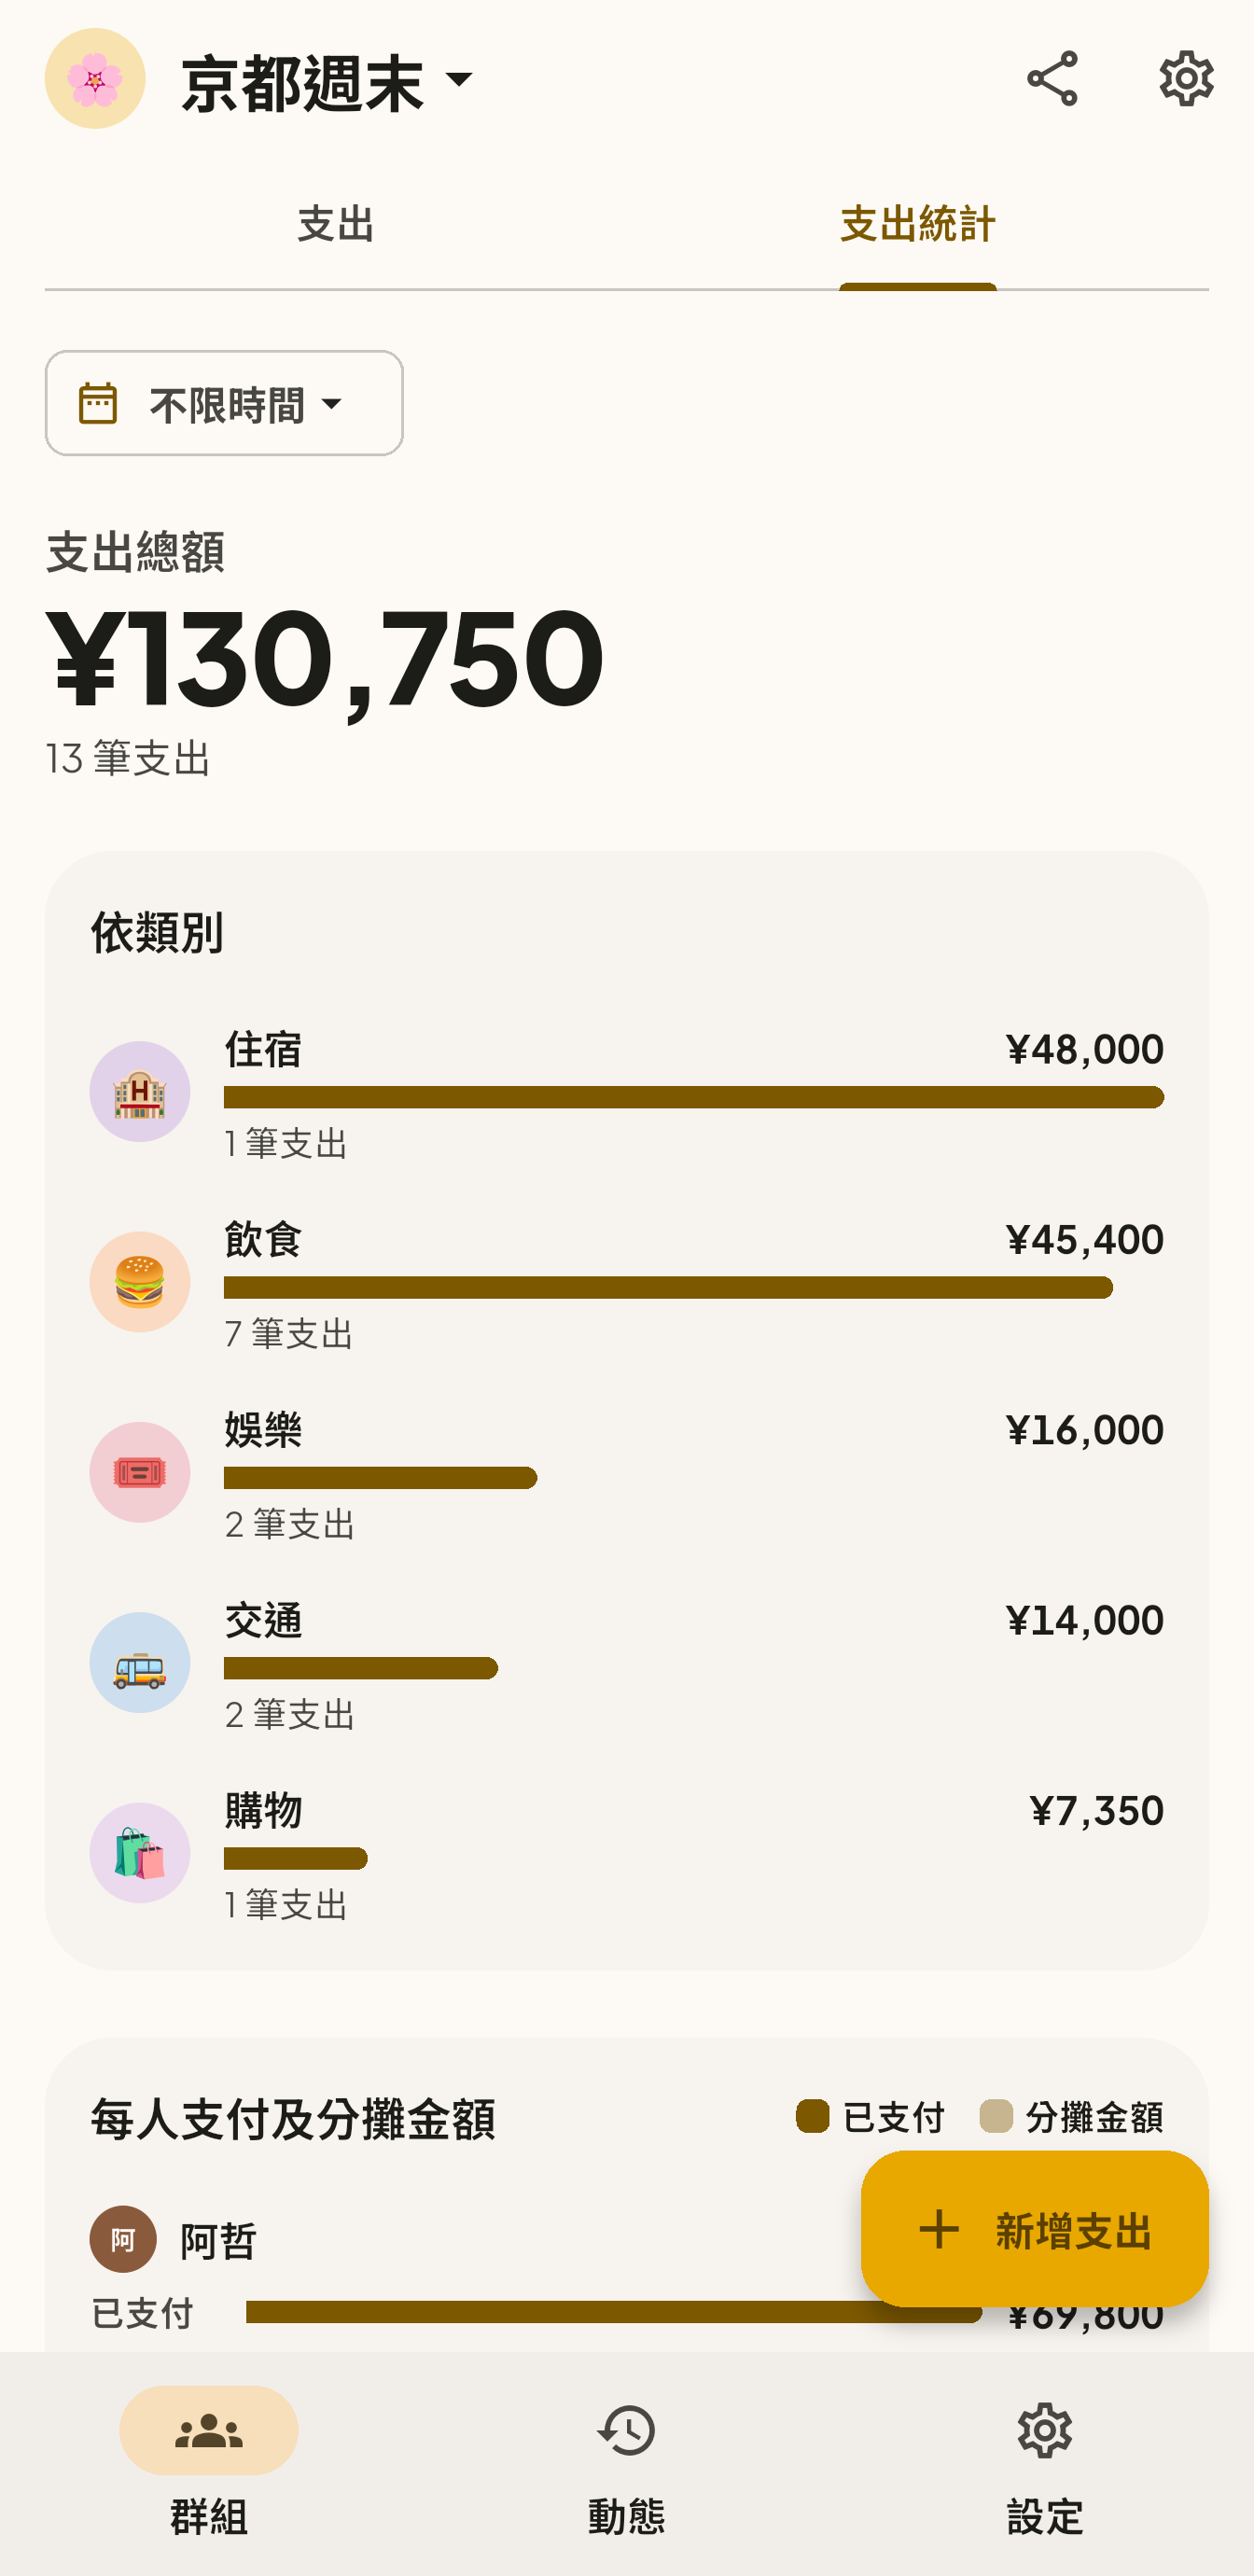 京都週末
支出
支出統計
不限時間
支出總額
¥130,750
13 筆支出
依類別
住宿
¥48,000
1 筆支出
飲食
¥45,400
7 筆支出
娛樂
¥16,000
2 筆支出
交通
¥14,000
2 筆支出
購物
¥7,350
1 筆支出
每人支付及分攤金額
已支付
分攤金額
阿
阿哲
新增支出
已支付
¥69,800
群組
動態
設定